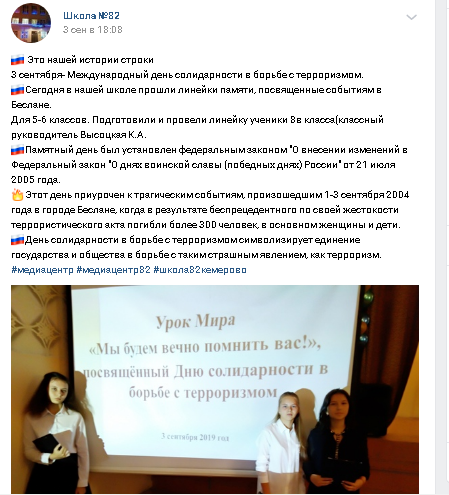 Школа №82
3 сен в 18:08
Это нашей истории строки
3 сентября- Международный день солидарности в борьбе с терроризмом.
Сегодня в нашей школе прошли линейки памяти, посвященные событиям в
Беслане.
Для 5-6 классов. Подготовили и провели линейку ученики 8в класса(классный
руководитель Высоцкая К.А.
Памятный день был установлен федеральным законом "О внесении изменений в
Федеральный закон "О днях воинской славы (победных днях) России" от 21 июля
2005 года.
Этот день приурочен к трагическим событиям, произошедшим 1-3 сентября 2004
года в городе Беслане, когда в результате беспрецедентного по своей жестокости
террористического акта погибли более 300 человек, в основном женщины и дети.
День солидарности в борьбе с терроризмом символизирует единение
государства и общества в борьбе с таким страшным явлением, как терроризм.
#медиацентр #медиацентр82 #школа82кемерово
Урок Мира
«Мы будем вечно помнить вас!»,
посвящённый Дню солидарности в
борьбе с терроризмом
3 сентября 2019 год